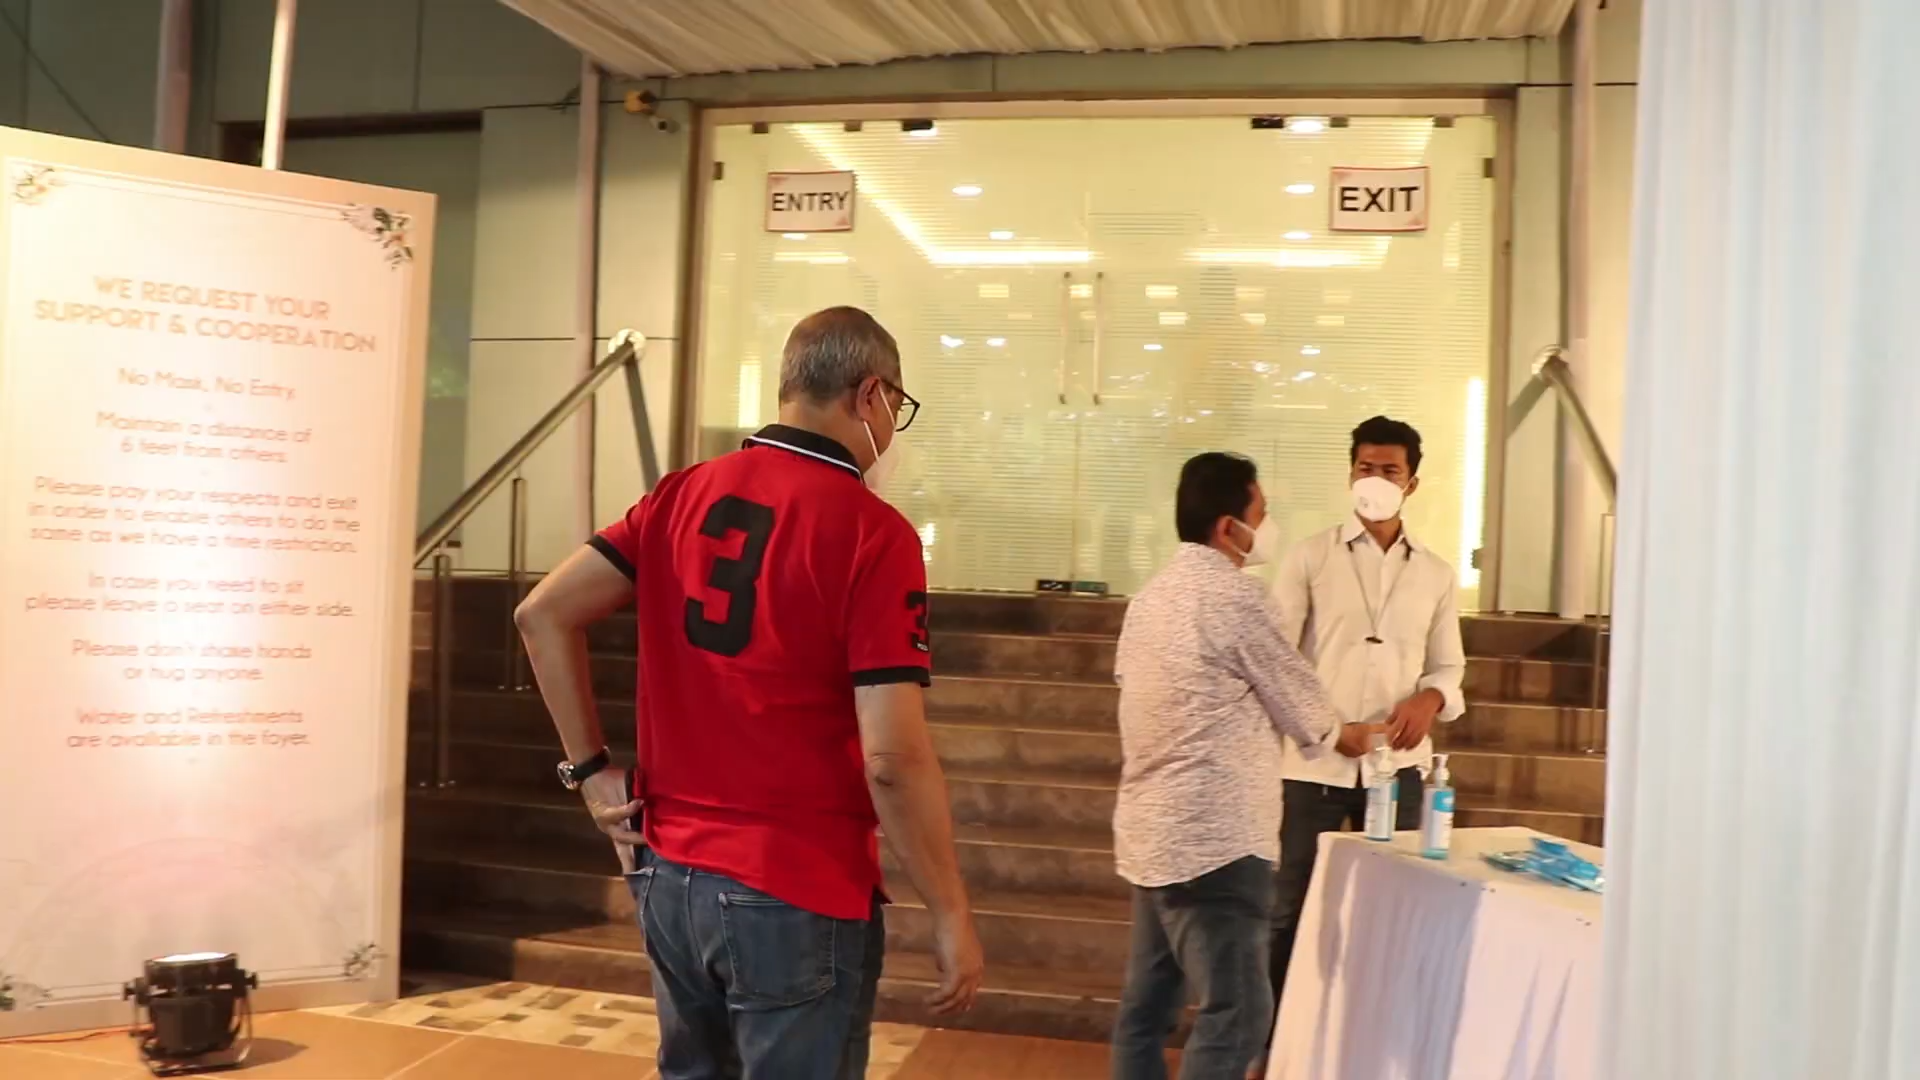 WE REQUEST YOUR
SUPPORT & COOPERATION
No Mask, No Entry.
Maintain a distance of
6 feet from others.
Please pay your respects and exit
in order to enable others to do the
same as we have a time restriction.
In case you need to sit
please leave a seat on either side.
Please don't shake hands
or hug anyone.
Water and Refreshments
are available in the foyer.
ENTRY
EXIT
3
3